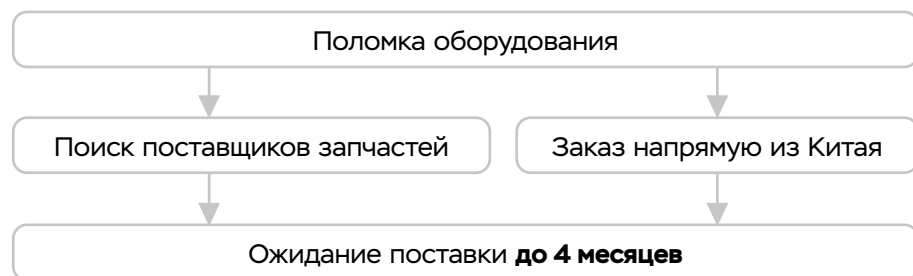 Поломка оборудования
Поиск поставщиков запчастей
Заказ напрямую из Китая
Ожидание поставки до 4 месяцев